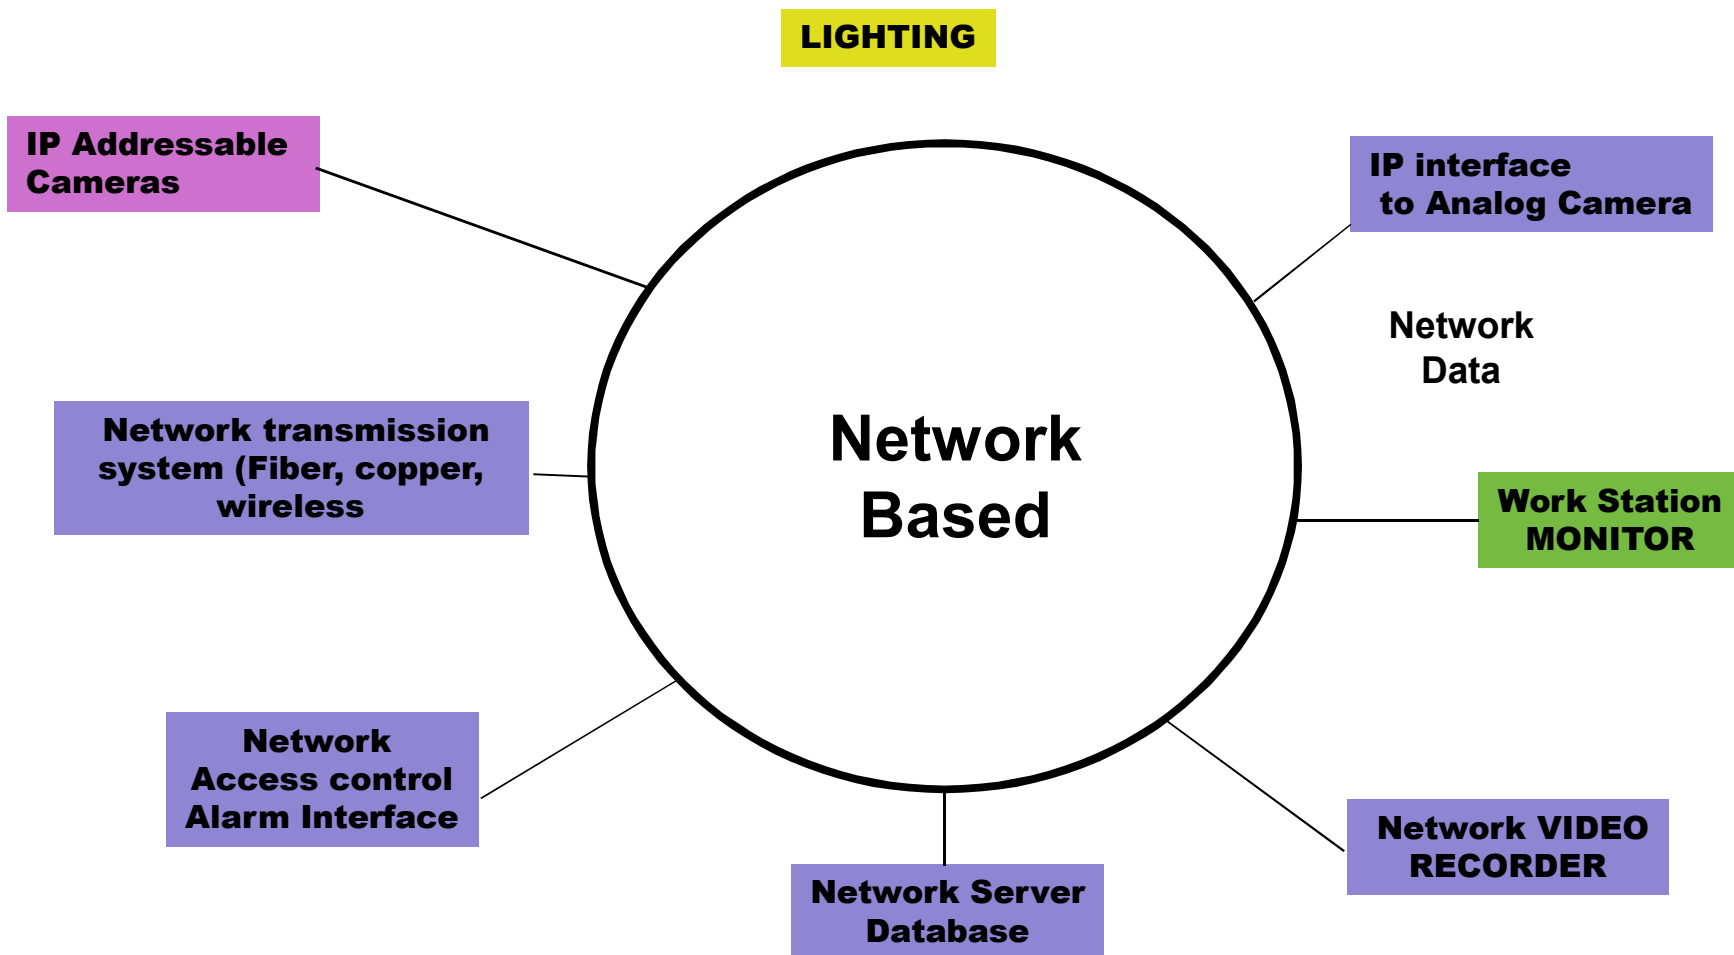 LIGHTING
IP Addressable
Cameras
IP interface
to Analog Camera
Network
Data
Network transmission
system (Fiber, copper,
wireless
Network
Based
Work Station
MONITOR
Network
Access control
Alarm Interface
Network VIDEO
RECORDER
Network Server
Database